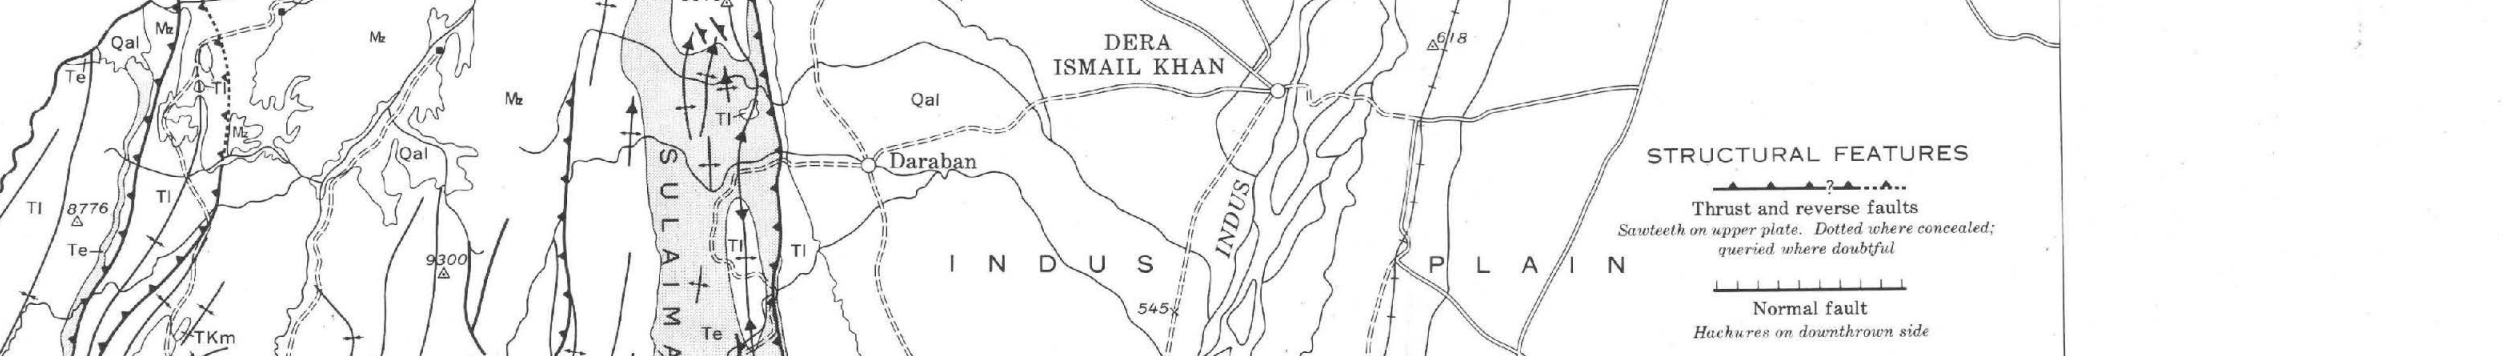 Mz
Qal
Te
Tl
Mz
Mz
Mz
Qal
Tl
Tl
8776
Te
TKm
9300
Tl
SULAIMA
Tl
Tl
Te
Qal
DERA
ISMAIL KHAN
Daraban
INDUS
INDUS PLAIN
545
618
STRUCTURAL FEATURES
?
Thrust and reverse faults
Sawteeth on upper plate. Dotted where concealed;
queried where doubtful
Normal fault
Hachures on downthrown side